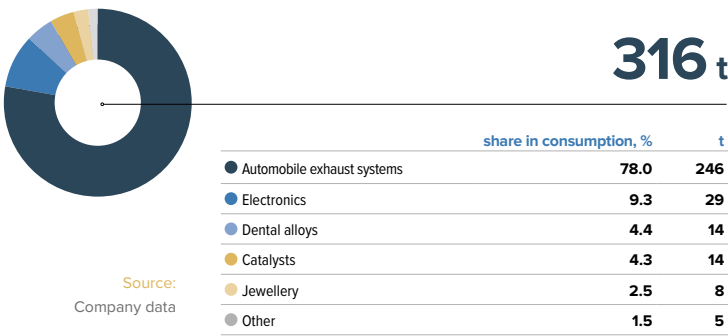 316 t
share in consumption, % t
Automobile exhaust systems 78.0 246
Electronics 9.3 29
Dental alloys 4.4 14
Catalysts 4.3 14
Jewellery 2.5 8
Other 1.5 5
Source:
Company data